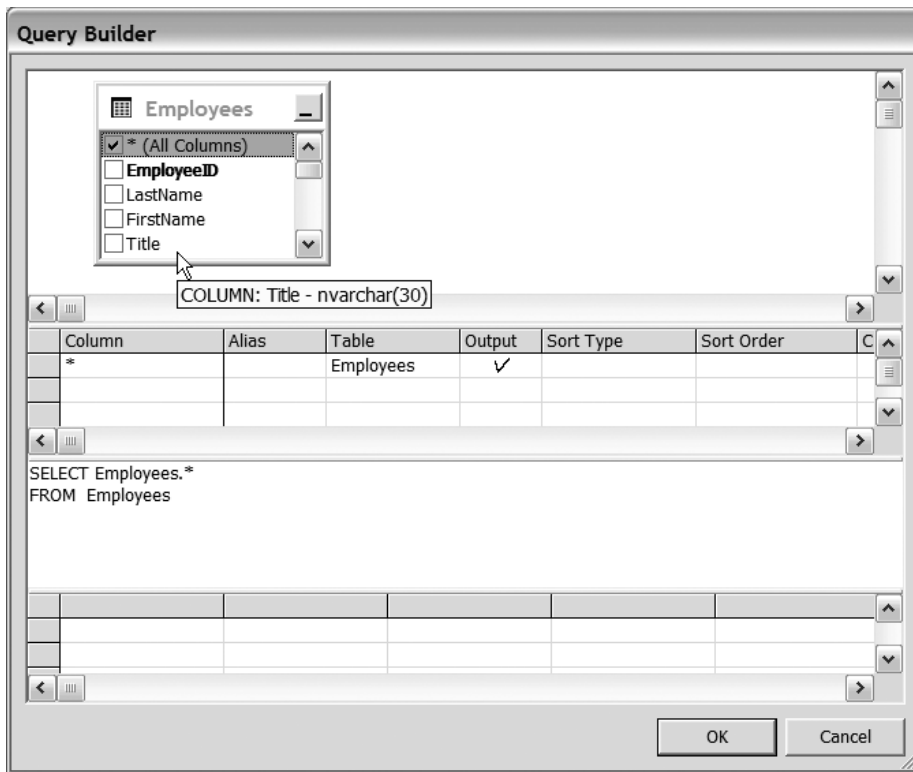 Query Builder
Employees
* (All Columns)
EmployeeID
LastName
FirstName
Title
COLUMN: Title - nvarchar(30)
Column Alias Table Output Sort Type Sort Order C
* Employees
SELECT Employees.*
FROM Employees
OK Cancel